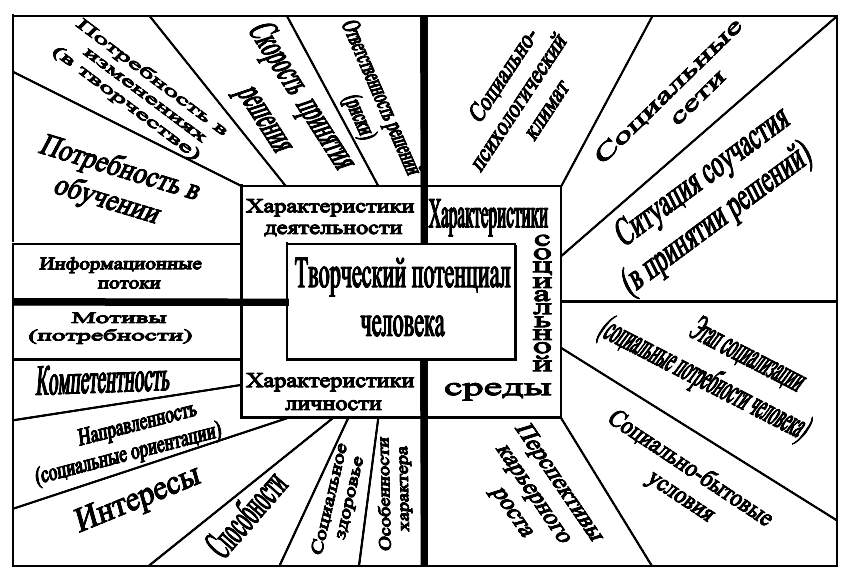 Потребность в
изменениях
(в творчестве)
Скорость принятия
решения
Ответственность решений
(риски)
Социально-
психологический
климат
Социальные
сети
Потребность в
обучении
Ситуация соучастия
(в принятии решений)
Характеристики
деятельности
Характеристики
социальной
среды
Информационные
потоки
Творческий потенциал
человека
Мотивы
(потребности)
Этап социализации
(социальные потребности человека)
Компетентность
Характеристики
личности
Направленность
(социальные ориентации)
Интересы
Способности
Социальное
здоровье
Особенности
характера
Перспективы
карьерного
роста
Социально-бытовые
условия